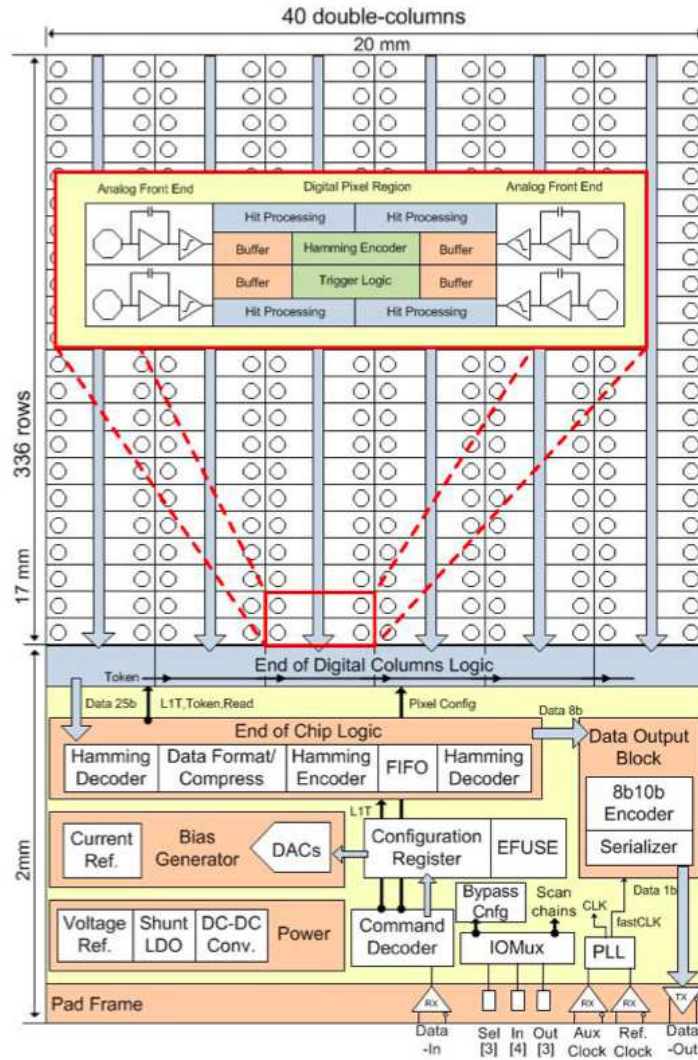 40 double-columns
20 mm
Analog Front End
Digital Pixel Region
Analog Front End
Hit Processing
Hit Processing
Buffer
Hamming Encoder
Buffer
Buffer
Trigger Logic
Buffer
Hit Processing
Hit Processing
336 rows
17 mm
End of Digital Columns Logic
Token
Data 25b
L1T,Token,Read
Pixel Config
Data 8b
End of Chip Logic
Hamming
Decoder
Data Format/
Compress
Hamming
Encoder
FIFO
Hamming
Decoder
Data Output
Block
8b10b
Encoder
Serializer
L1T
Current
Ref.
Bias
Generator
DACs
Configuration
Register
EFUSE
Data 1b
2mm
Voltage
Ref.
Shunt
LDO
DC-DC
Conv.
Power
Command
Decoder
Bypass
Cnfg
Scan
chains
IOMux
CLK
fastCLK
PLL
Pad Frame
RX
RX
RX
TX
Data
-In
Sel
[3]
In
[4]
Out
[3]
Aux
Clock
Ref.
Clock
Data
-Out